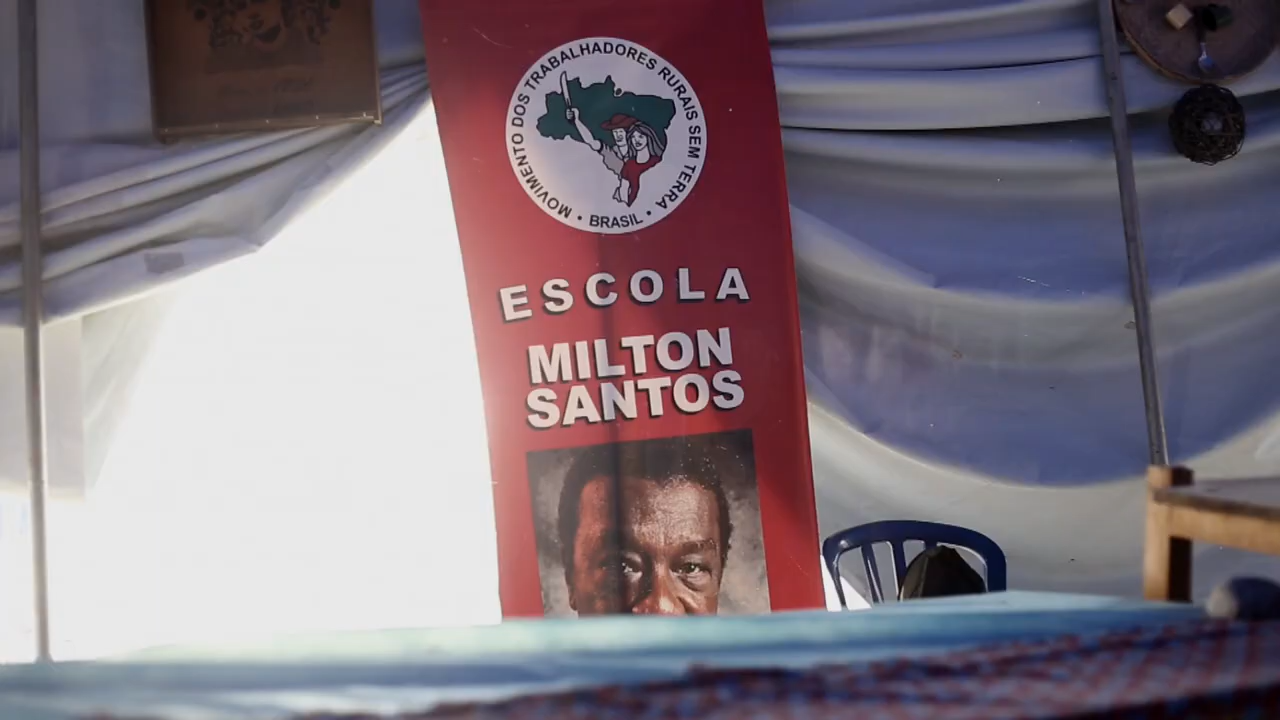 MOVIMENTO DOS TRABALHADORES RURAIS SEM TERRA
• BRASIL •
ESCOLA
MILTON
SANTOS